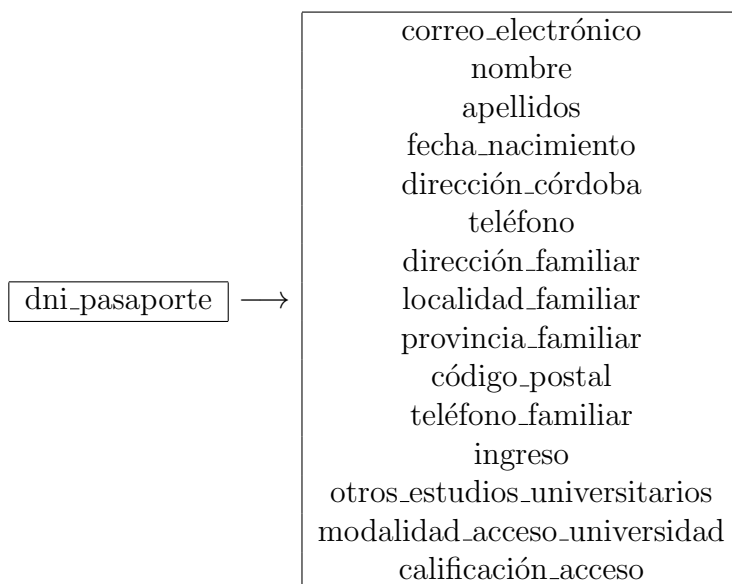 correo_electrónico
nombre
apellidos
fecha_nacimiento
dirección_córdoba
teléfono
dirección_familiar
dni_pasaporte → localidad_familiar
provincia_familiar
código_postal
teléfono_familiar
ingreso
otros_estudios_universitarios
modalidad_acceso_universidad
calificación_acceso